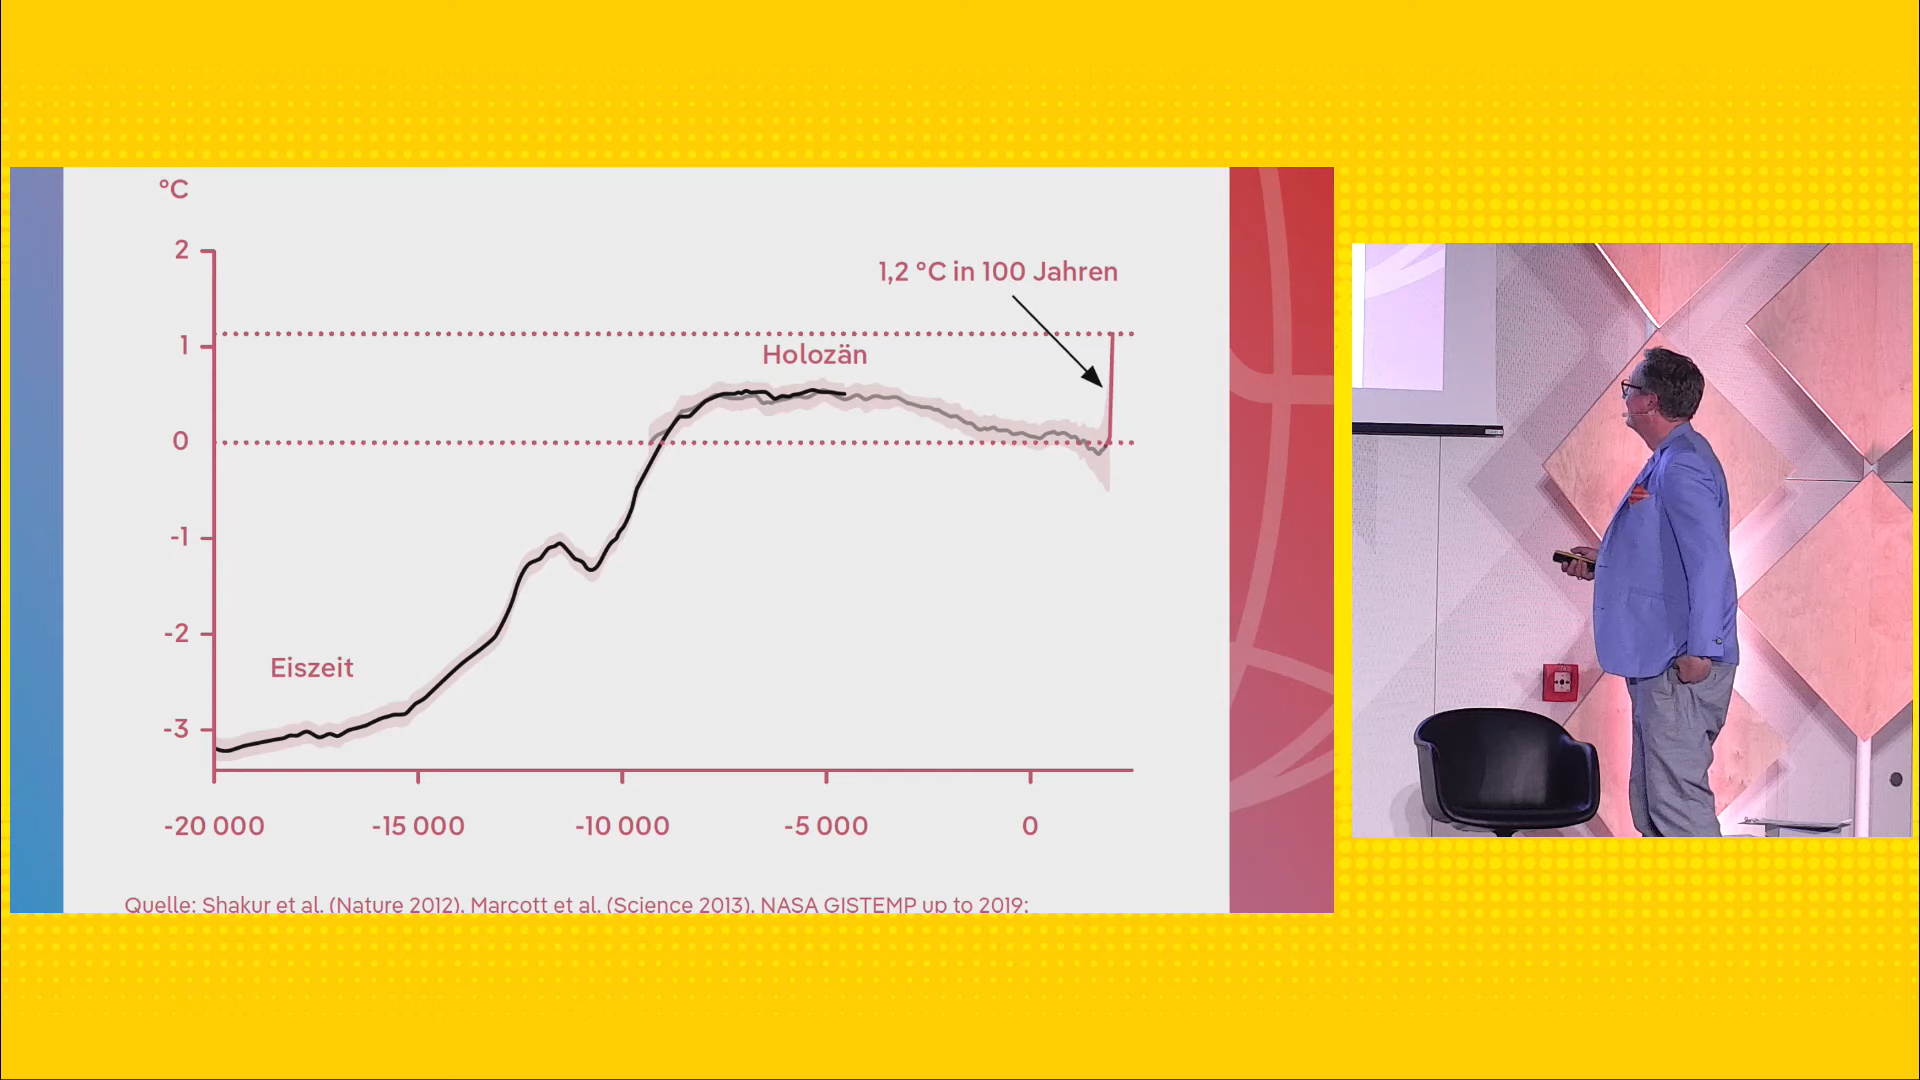 °C
2
1,2 °C in 100 Jahren
1
Holozän
0
-1
-2
Eiszeit
-3
-20 000 -15 000 -10 000 -5 000 0
Quelle: Shakur et al. (Nature 2012), Marcott et al. (Science 2013), NASA GISTEMP up to 2019;